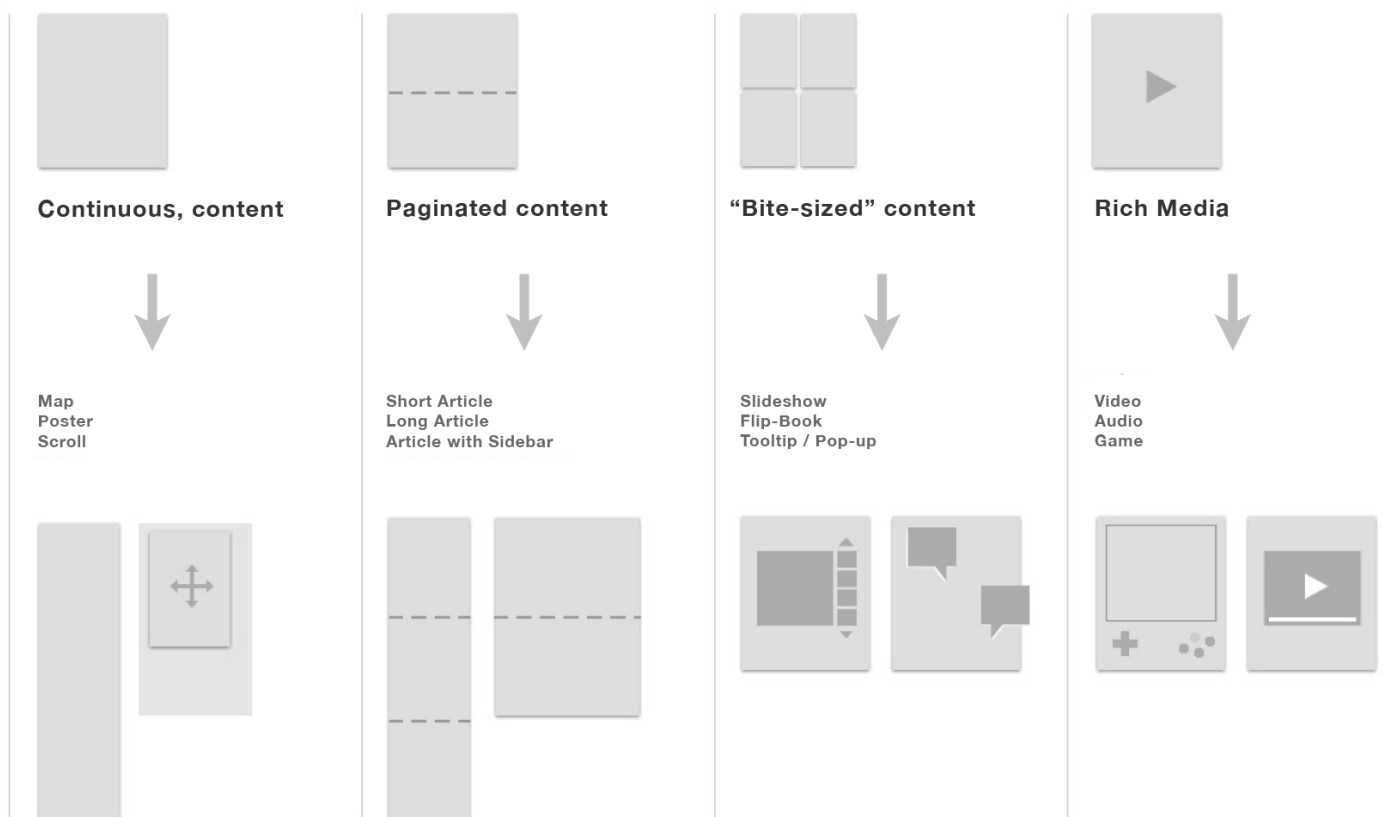 Continuous, content
Paginated content
“Bite-sized” content
Rich Media
Map
Poster
Scroll
Short Article
Long Article
Article with Sidebar
Slideshow
Flip-Book
Tooltip / Pop-up
Video
Audio
Game